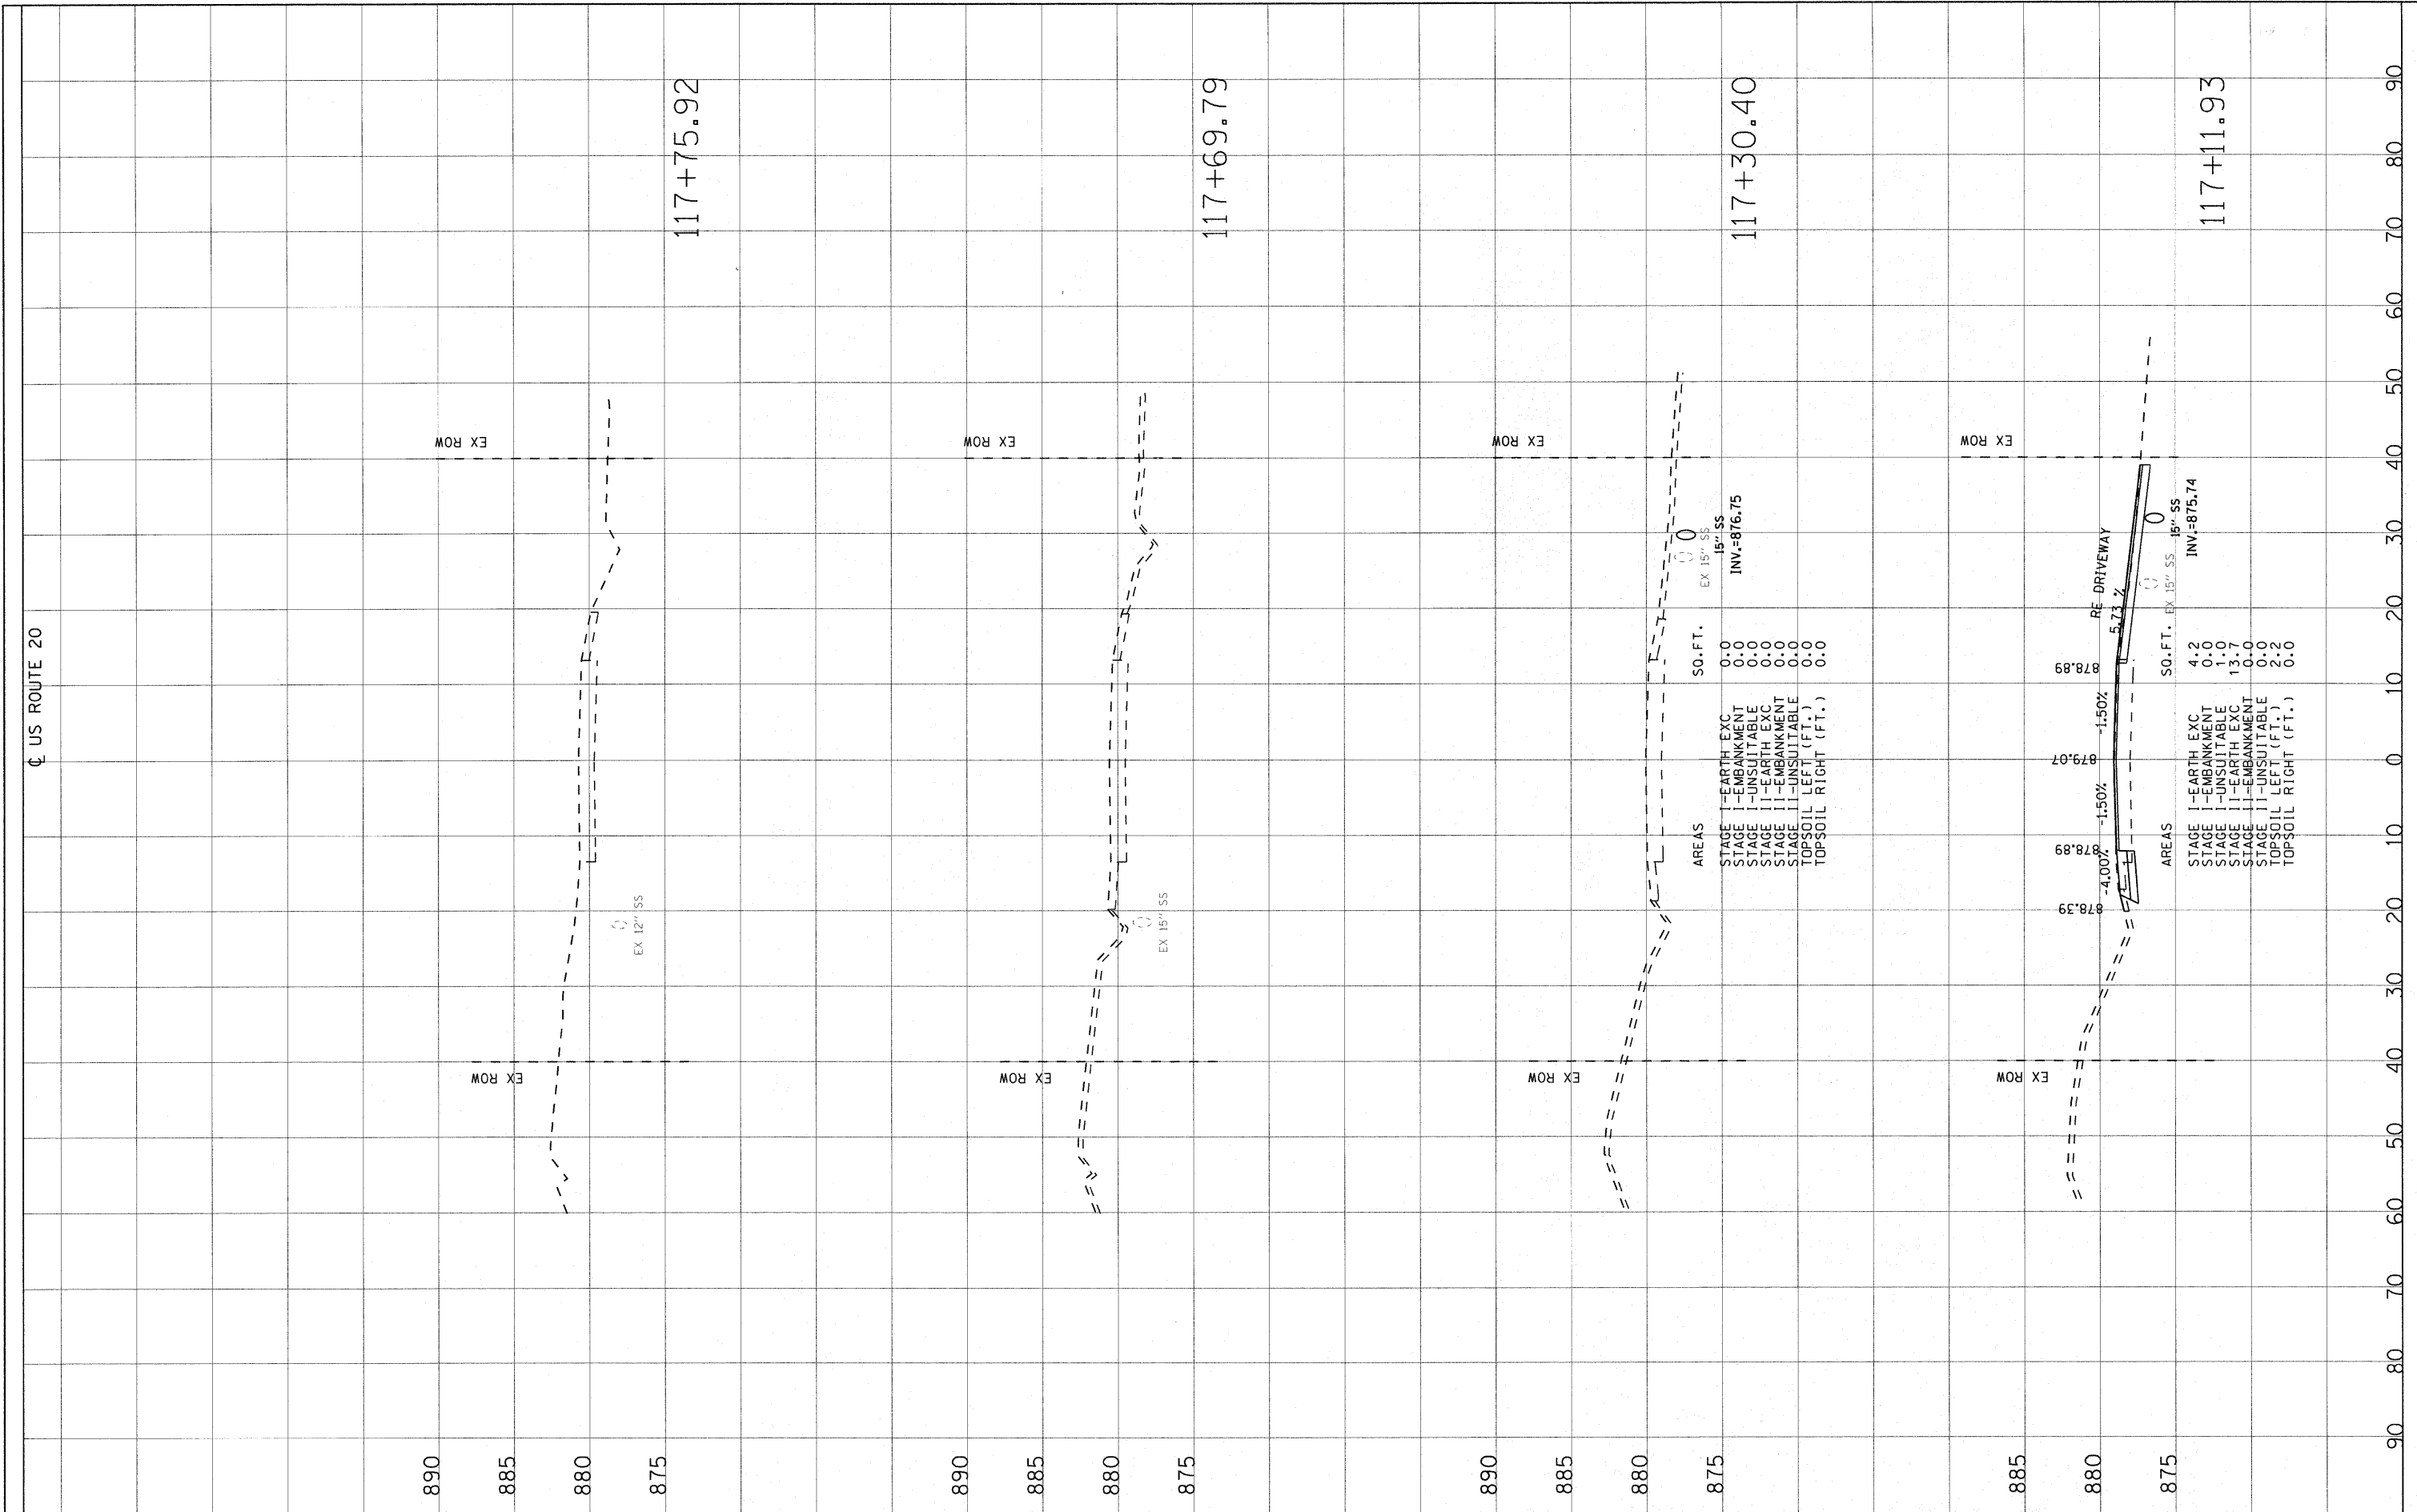 ℄ US ROUTE 20
890
885
880
875
EX ROW
EX 12" SS
EX ROW
117+75.92
890
885
880
875
EX ROW
EX 15" SS
EX ROW
117+69.79
890
885
880
875
EX ROW
EX ROW
EX 15" SS
15" SS
INV.=876.75
AREAS SQ.FT.
STAGE I-EARTH EXC 0.0
STAGE I-EMBANKMENT 0.0
STAGE I-UNSUITABLE 0.0
STAGE II-EARTH EXC 0.0
STAGE II-EMBANKMENT 0.0
STAGE II-UNSUITABLE 0.0
TOPSOIL LEFT (FT.) 0.0
TOPSOIL RIGHT (FT.) 0.0
117+30.40
885
880
875
EX ROW
EX ROW
878.39
878.89
879.07
878.89
-4.00%
-1.50%
-1.50%
5.73 %
RE DRIVEWAY
EX 15" SS
15" SS
INV.=875.74
AREAS SQ.FT.
STAGE I-EARTH EXC 4.2
STAGE I-EMBANKMENT 0.0
STAGE I-UNSUITABLE 1.0
STAGE II-EARTH EXC 13.7
STAGE II-EMBANKMENT 0.0
STAGE II-UNSUITABLE 0.0
TOPSOIL LEFT (FT.) 2.2
TOPSOIL RIGHT (FT.) 0.0
117+11.93
90 80 70 60 50 40 30 20 10 0 10 20 30 40 50 60 70 80 90